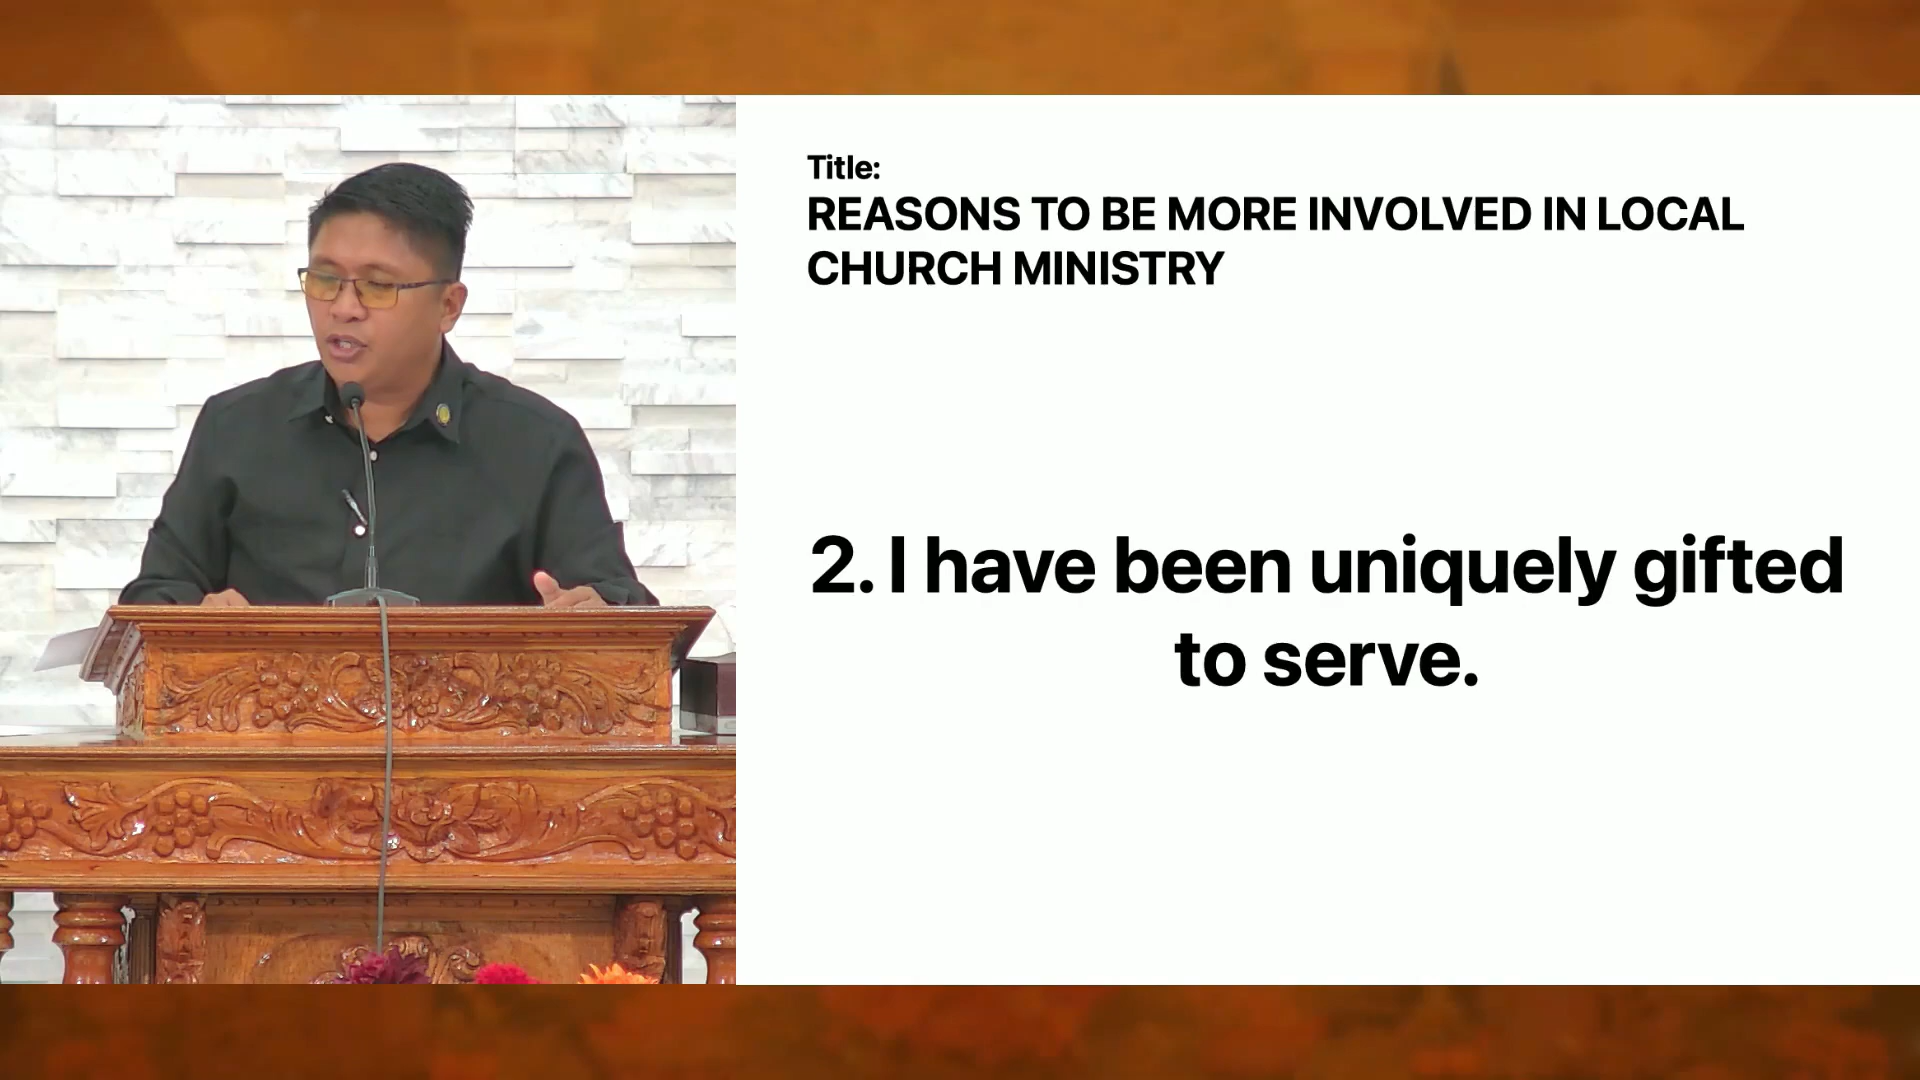 Title:
REASONS TO BE MORE INVOLVED IN LOCAL
CHURCH MINISTRY
2. I have been uniquely gifted
to serve.